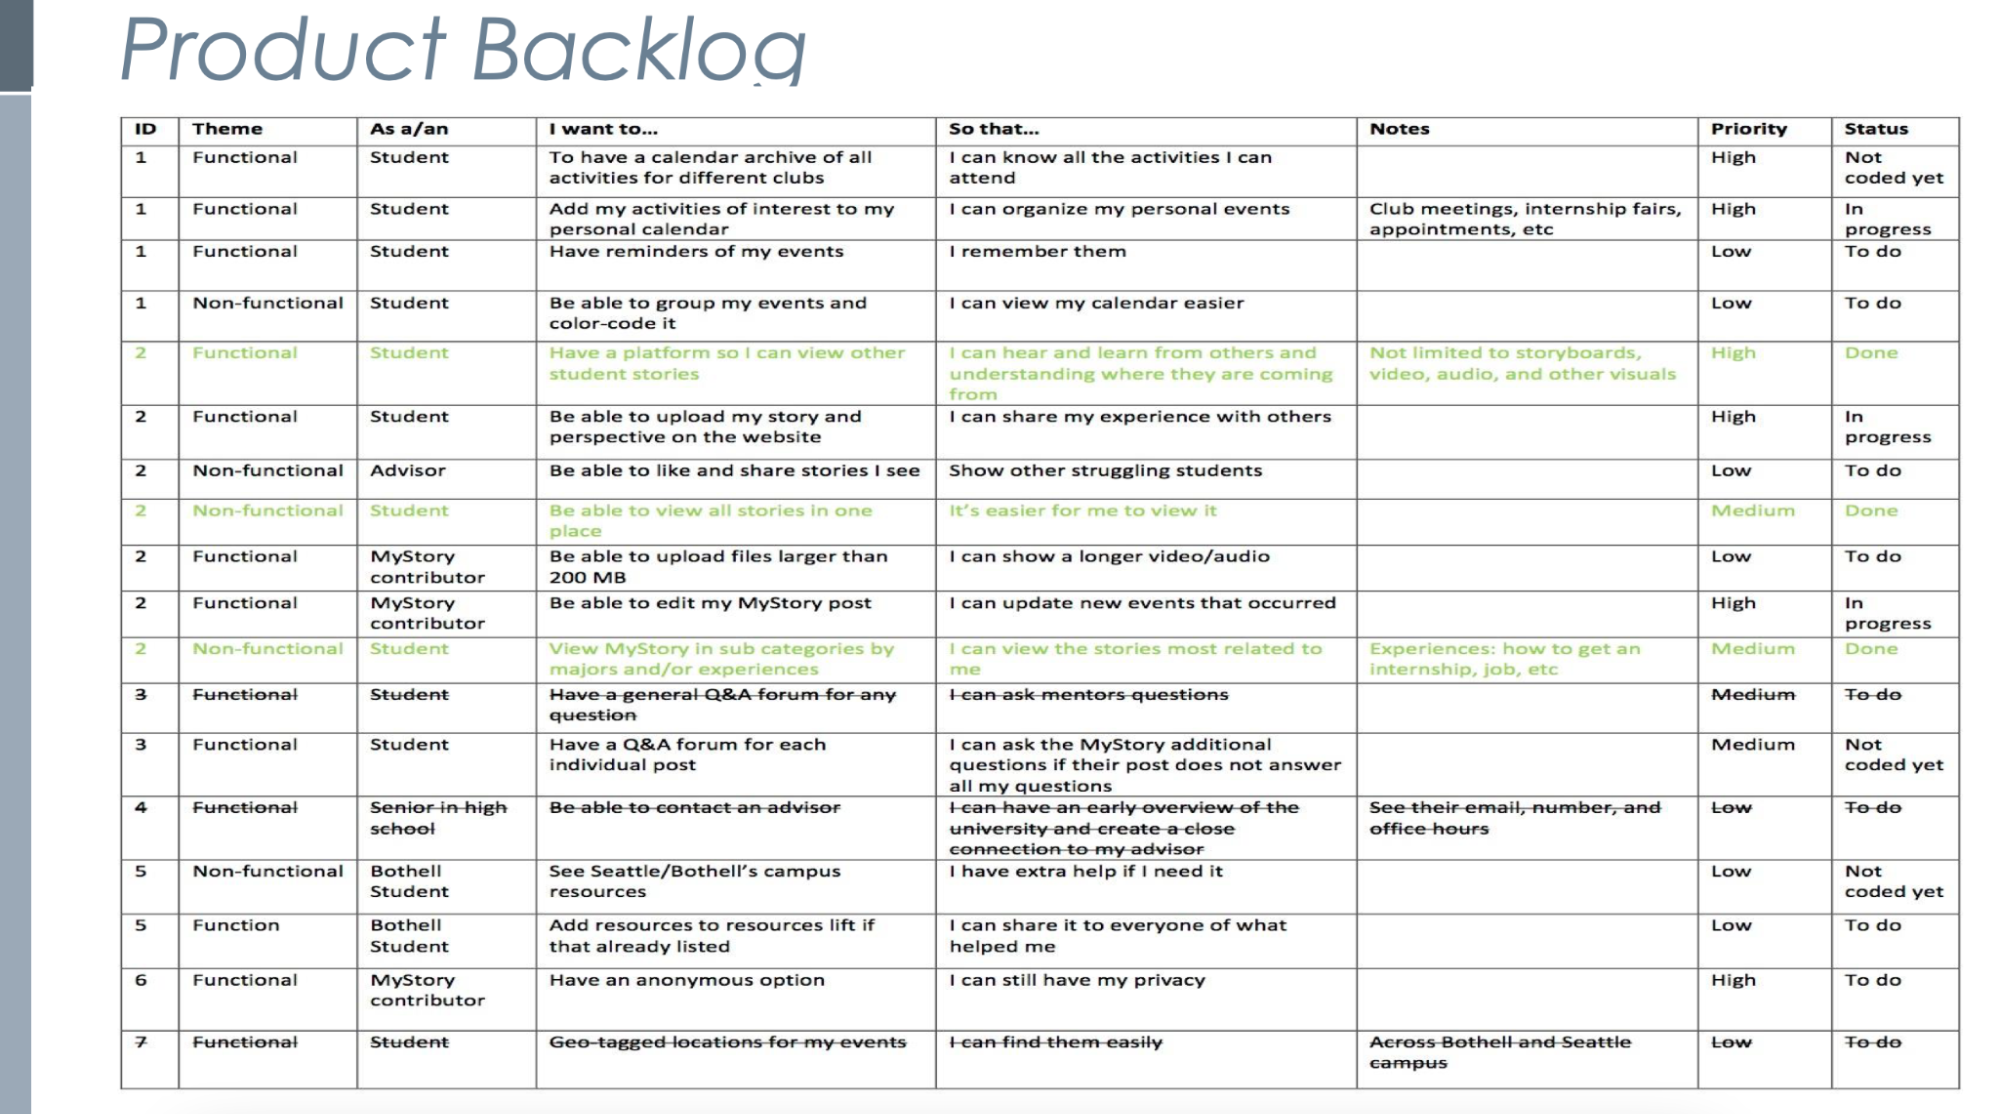 Product Backlog
ID Theme As a/an I want to... So that... Notes Priority Status
1 Functional Student To have a calendar archive of all I can know all the activities I can High Not
activities for different clubs attend coded yet
1 Functional Student Add my activities of interest to my I can organize my personal events Club meetings, internship fairs, High In
personal calendar appointments, etc progress
1 Functional Student Have reminders of my events I remember them Low To do
1 Non-functional Student Be able to group my events and I can view my calendar easier Low To do
color-code it
2 Functional Student Have a platform so I can view other I can hear and learn from others and Not limited to storyboards, High Done
student stories understanding where they are coming video, audio, and other visuals
from
2 Functional Student Be able to upload my story and I can share my experience with others High In
perspective on the website progress
2 Non-functional Advisor Be able to like and share stories I see Show other struggling students Low To do
2 Non-functional Student Be able to view all stories in one It's easier for me to view it Medium Done
place
2 Functional MyStory Be able to upload files larger than I can show a longer video/audio Low To do
contributor 200 MB
2 Functional MyStory Be able to edit my MyStory post I can update new events that occurred High In
contributor progress
2 Non-functional Student View MyStory in sub categories by I can view the stories most related to Experiences: how to get an Medium Done
majors and/or experiences me internship, job, etc
3 Functional Student Have a general Q&A forum for any I can ask mentors questions Medium To do
question
3 Functional Student Have a Q&A forum for each I can ask the MyStory additional Medium Not
individual post questions if their post does not answer coded yet
all my questions
4 Functional Senior in high Be able to contact an advisor I can have an early overview of the See their email, number, and Low To do
school university and create a close office hours
connection to my advisor
5 Non-functional Bothell See Seattle/Bothell's campus I have extra help if I need it Low Not
Student resources coded yet
5 Function Bothell Add resources to resources lift if I can share it to everyone of what Low To do
Student that already listed helped me
6 Functional MyStory Have an anonymous option I can still have my privacy High To do
contributor
7 Functional Student Geo-tagged locations for my events I can find them easily Across Bothell and Seattle Low To do
campus